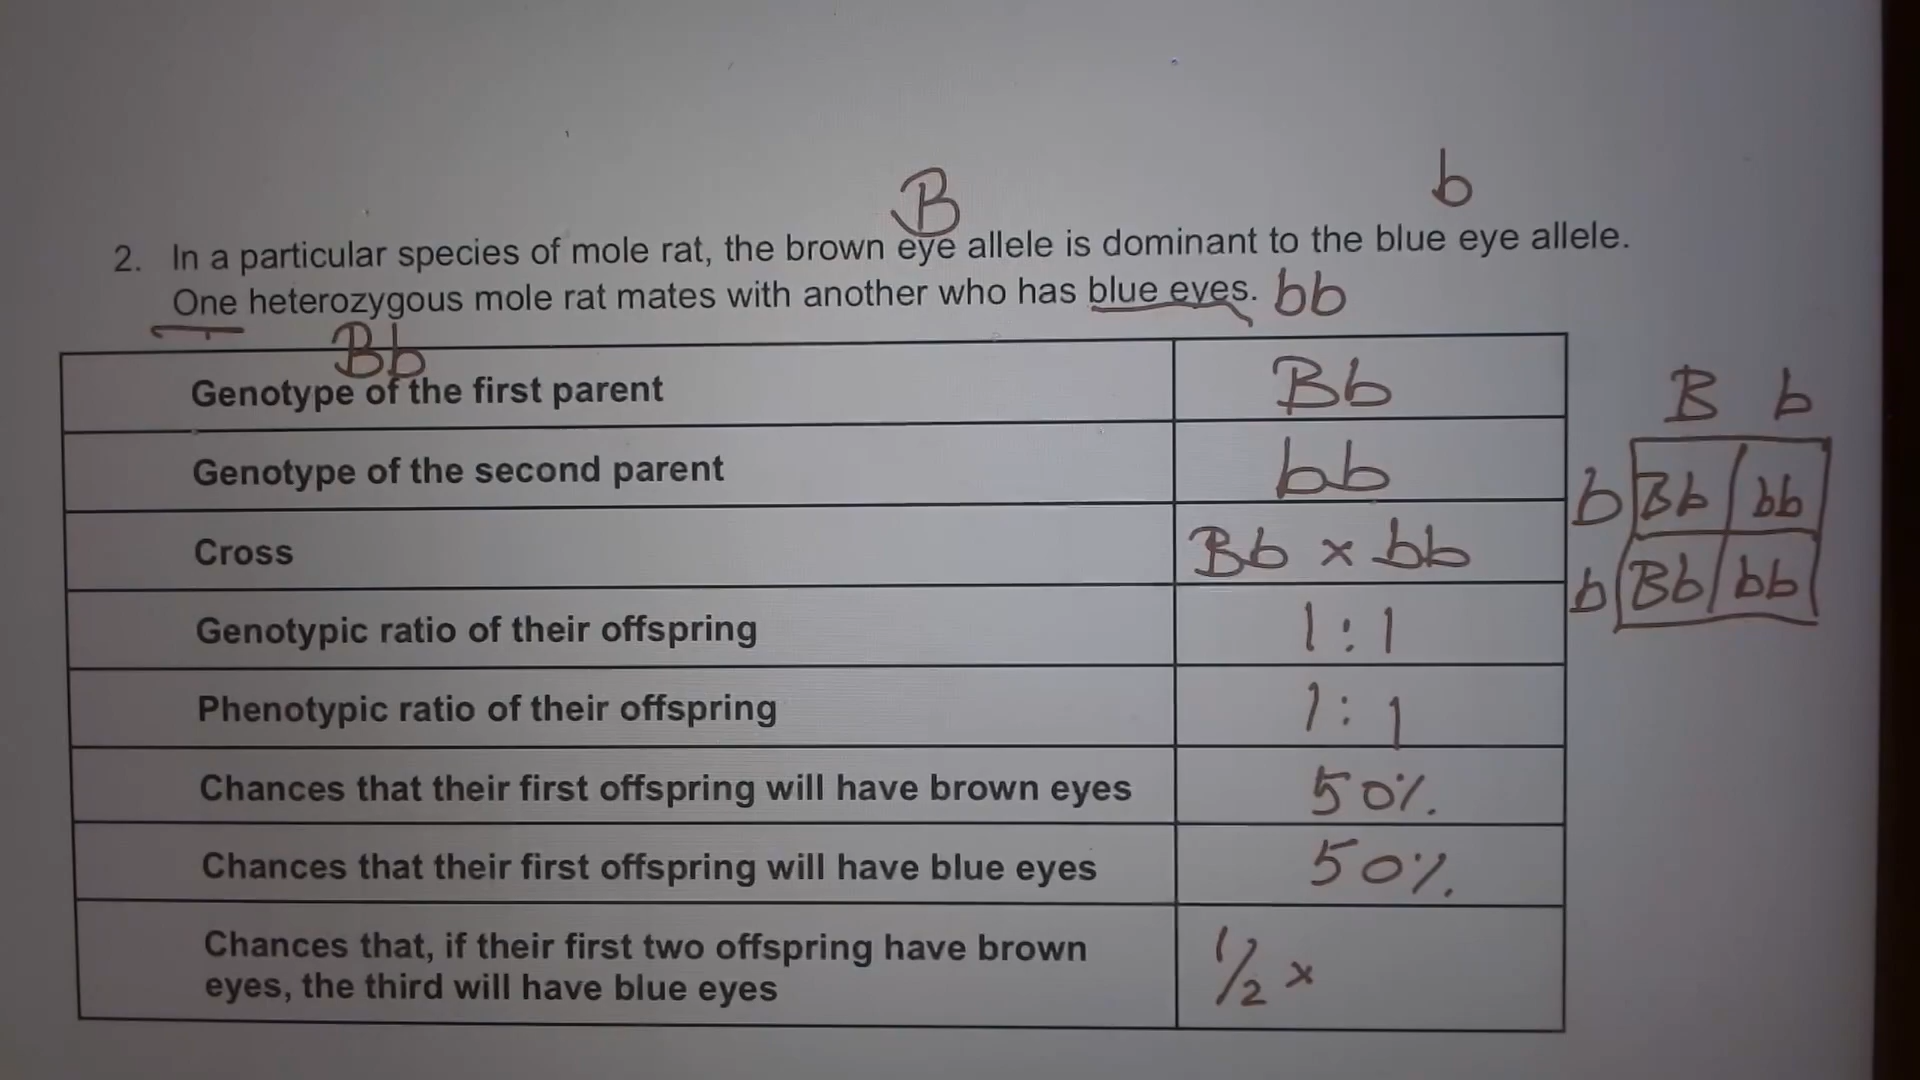 B b
2. In a particular species of mole rat, the brown eye allele is dominant to the blue eye allele.
One heterozygous mole rat mates with another who has blue eyes. bb
Bb
Genotype of the first parent Bb
Genotype of the second parent bb
Cross Bb × bb
Genotypic ratio of their offspring 1 : 1
Phenotypic ratio of their offspring 1 : 1
Chances that their first offspring will have brown eyes 50%.
Chances that their first offspring will have blue eyes 50%.
Chances that, if their first two offspring have brown
eyes, the third will have blue eyes 1/2 ×
B b
b Bb bb
b Bb bb